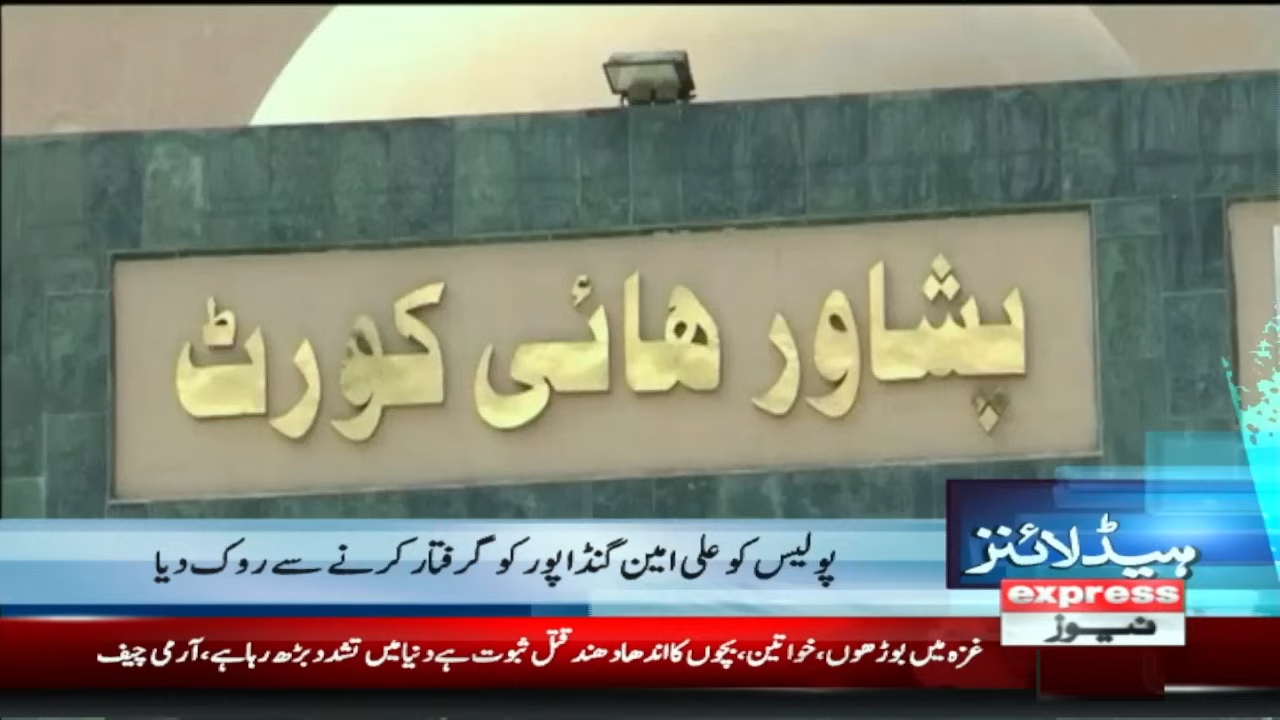 پشاور ھائی کورٹ
پولیس کو علی امین گنڈاپور کو گرفتار کرنے سے روک دیا
ہیڈلائنز
express
نیوز
غزہ میں بوڑھوں، خواتین، بچوں کا اندھا دھند قتل ثبوت ہے دنیا میں تشدد بڑھ رہا ہے، آرمی چیف